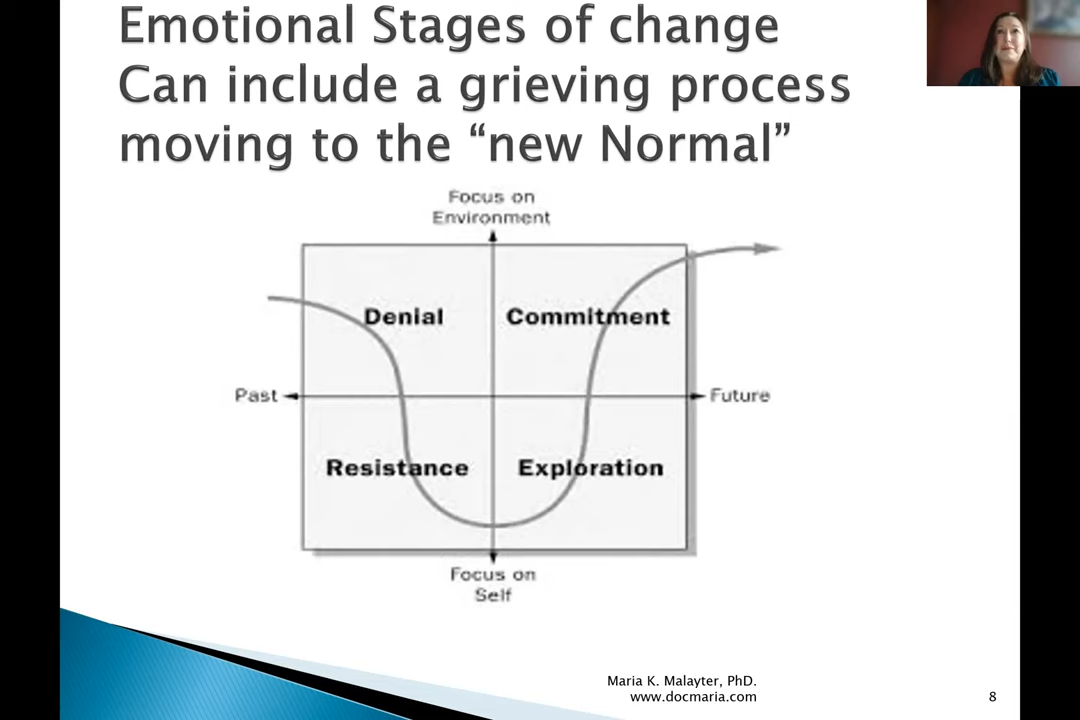 Emotional Stages of change
Can include a grieving process
moving to the “new Normal”
Focus on
Environment
Denial
Commitment
Past
Future
Resistance
Exploration
Focus on
Self
Maria K. Malayter, PhD.
www.docmaria.com
8